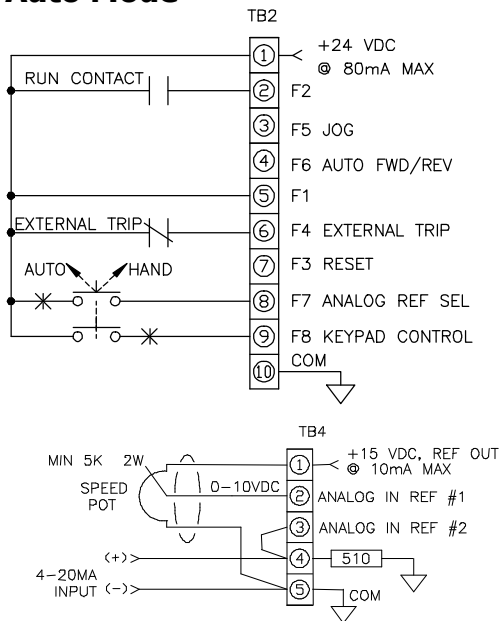 Auto Mode
TB2
1 +24 VDC
@ 80mA MAX
RUN CONTACT 2 F2
3 F5 JOG
4 F6 AUTO FWD/REV
5 F1
EXTERNAL TRIP 6 F4 EXTERNAL TRIP
AUTO HAND 7 F3 RESET
8 F7 ANALOG REF SEL
9 F8 KEYPAD CONTROL
10 COM
TB4
MIN 5K 2W 1 +15 VDC, REF OUT
@ 10mA MAX
SPEED POT 0-10VDC 2 ANALOG IN REF #1
3 ANALOG IN REF #2
(+) 4 510
4-20MA
INPUT (-) 5 COM